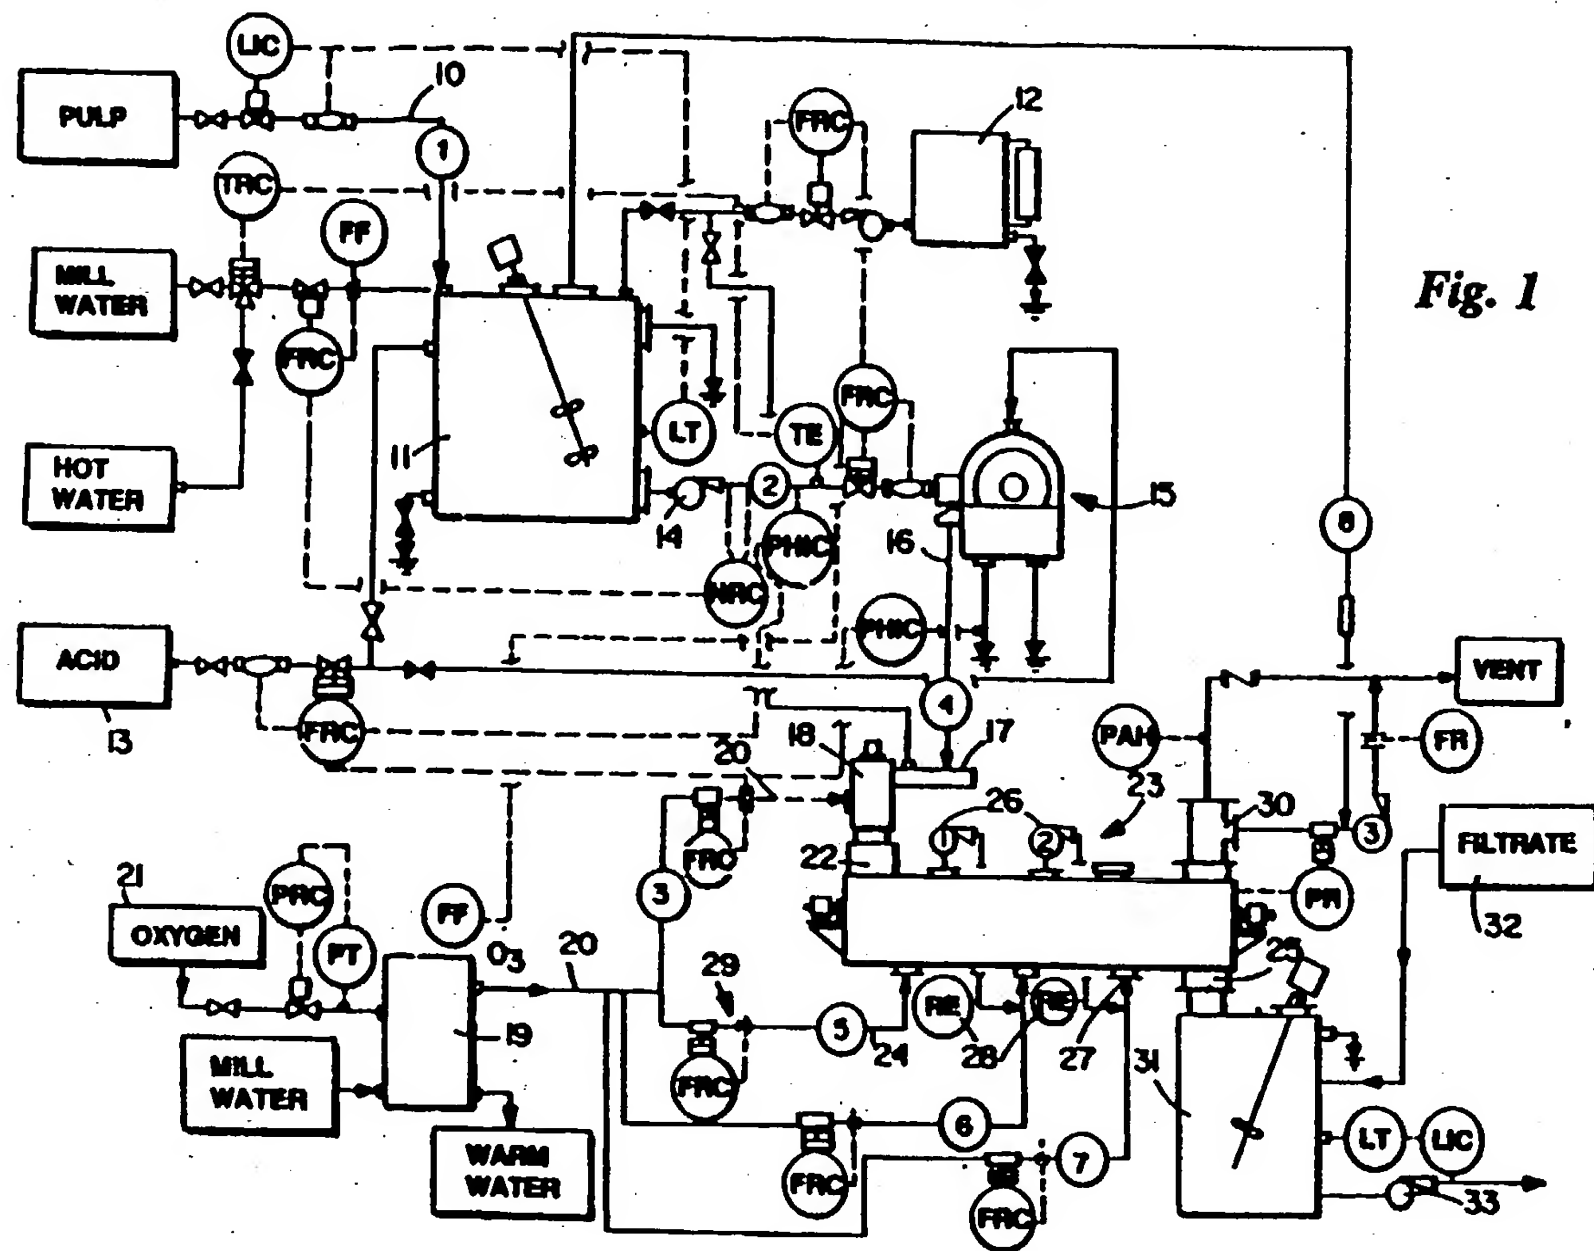 LIC
10
PULP
1
FRC
12
TRC
FF
MILL
WATER
FRC
Fig. 1
FRC
HOT
WATER
11
LT
TE
2
14
15
PHIC
16
NRC
PHIC
ACID
13
FRC
4
17
18
20
VENT
PAH
FR
23
26
1
2
30
3
FRC
22
3
FILTRATE
32
PR
21
OXYGEN
PRC
PT
FF
O3
20
29
19
5
24
RE
28
RE
27
25
31
MILL
WATER
FRC
6
7
LT
LIC
33
WARM
WATER
FRC
FRC